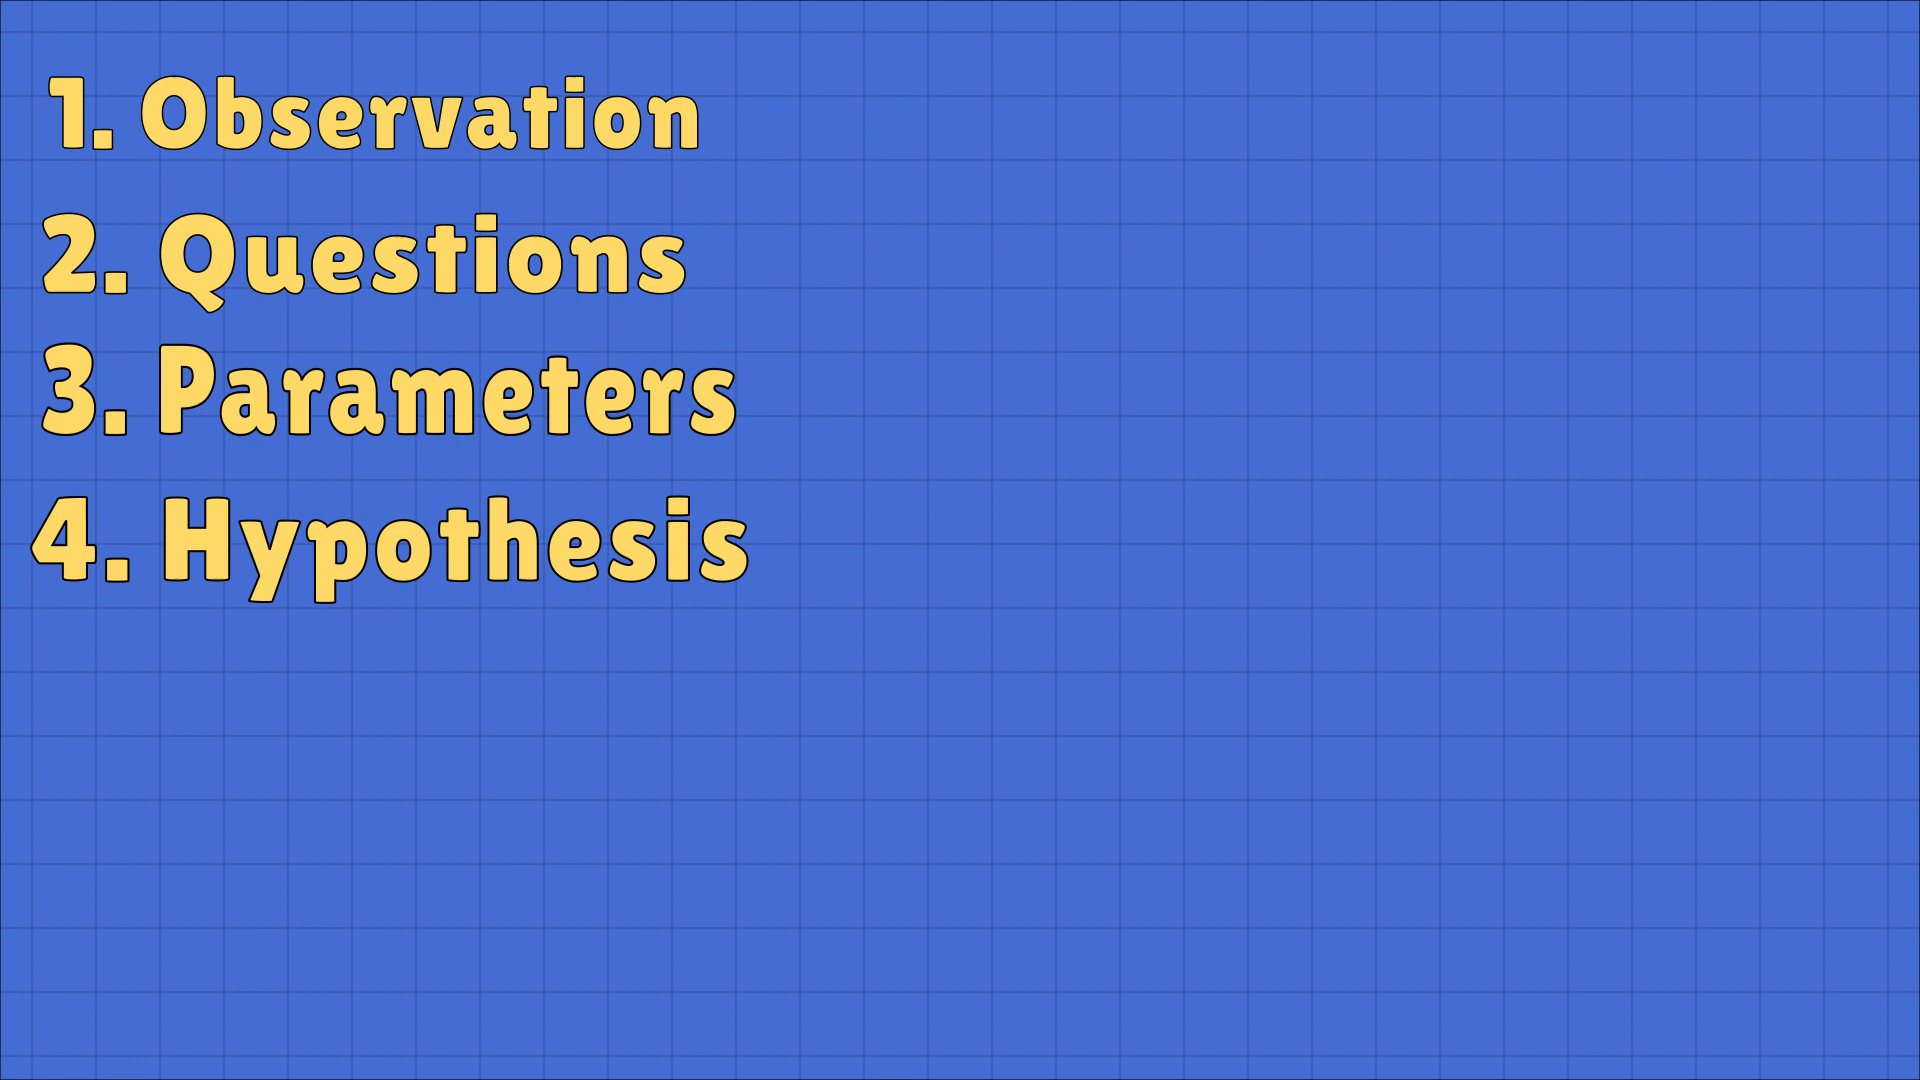 1. Observation
2. Questions
3. Parameters
4. Hypothesis